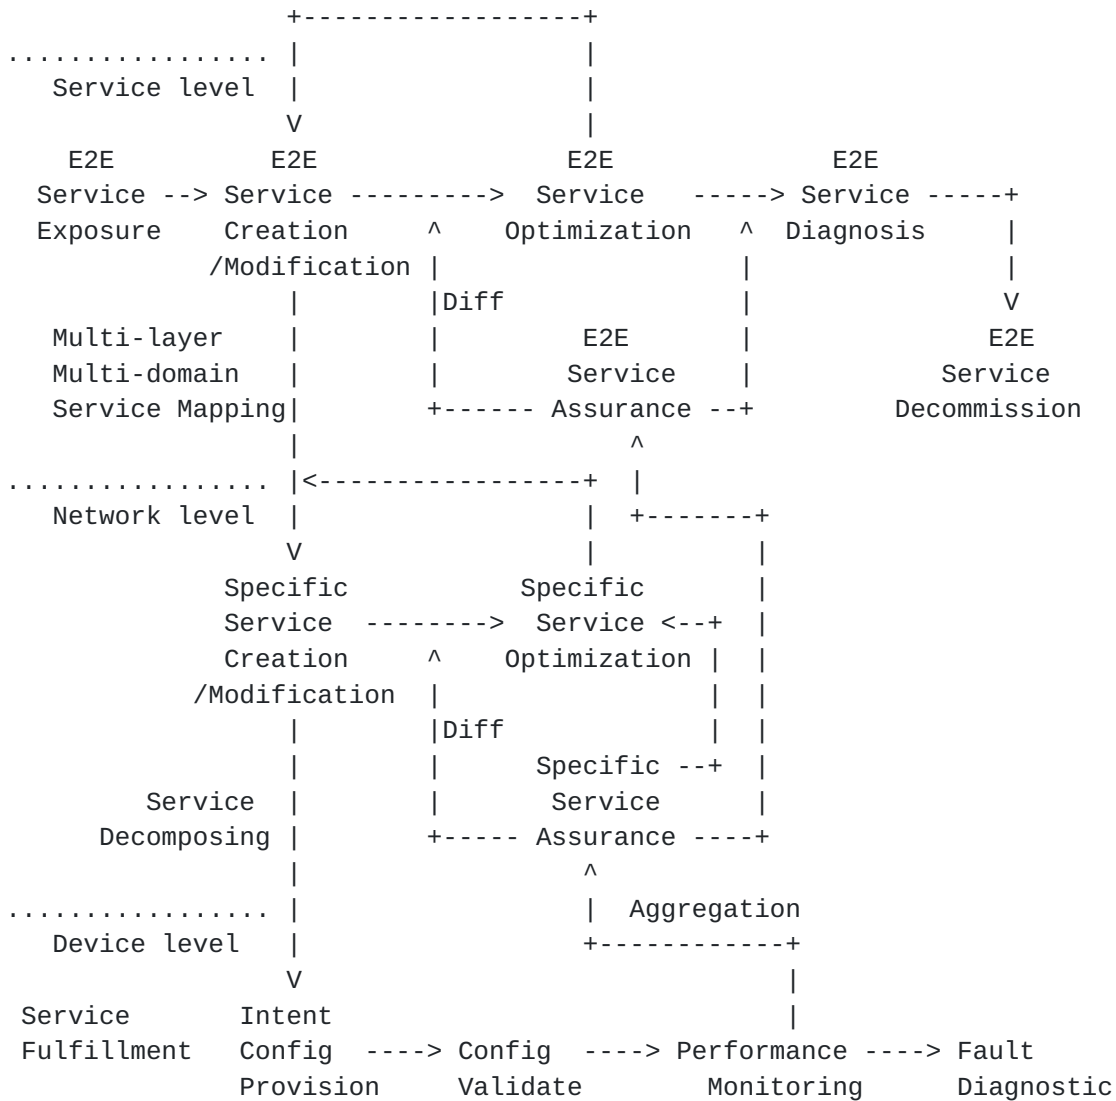 +------------------+
................. |                  |
   Service level  |                  |
                  V                  |
    E2E          E2E                E2E              E2E
  Service --> Service --------->  Service   -----> Service -----+
  Exposure    Creation     ^    Optimization   ^  Diagnosis     |
             /Modification |                   |                |
                  |        |Diff               |                V
   Multi-layer    |        |         E2E       |               E2E
   Multi-domain   |        |        Service    |            Service
   Service Mapping|        +------ Assurance --+         Decommission
                  |                     ^
................. |<-----------------+  |
   Network level  |                  |  +-------+
                  V                  |          |
              Specific           Specific       |
              Service  -------->  Service <--+  |
              Creation     ^    Optimization |  |
            /Modification  |                 |  |
                  |        |Diff             |  |
                  |        |      Specific --+  |
         Service  |        |       Service      |
      Decomposing |        +----- Assurance ----+
                  |                  ^
................. |                  |  Aggregation
   Device level   |                  +------------+
                  V                               |
 Service       Intent                             |
 Fulfillment   Config  ----> Config  ----> Performance ----> Fault
               Provision     Validate        Monitoring      Diagnostic